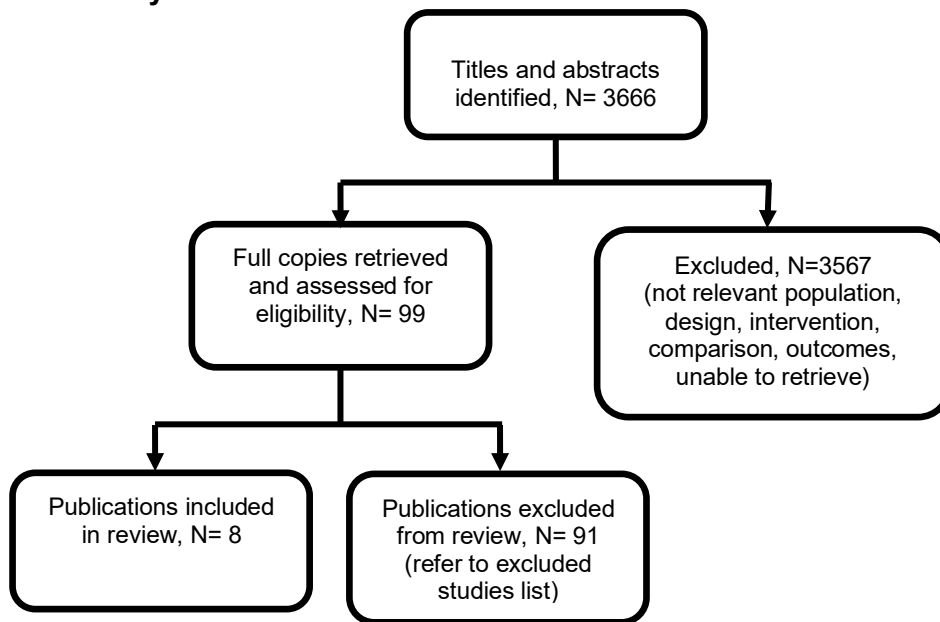 Titles and abstracts
identified, N= 3666
Full copies retrieved
and assessed for
eligibility, N= 99
Excluded, N=3567
(not relevant population,
design, intervention,
comparison, outcomes,
unable to retrieve)
Publications included
in review, N= 8
Publications excluded
from review, N= 91
(refer to excluded
studies list)